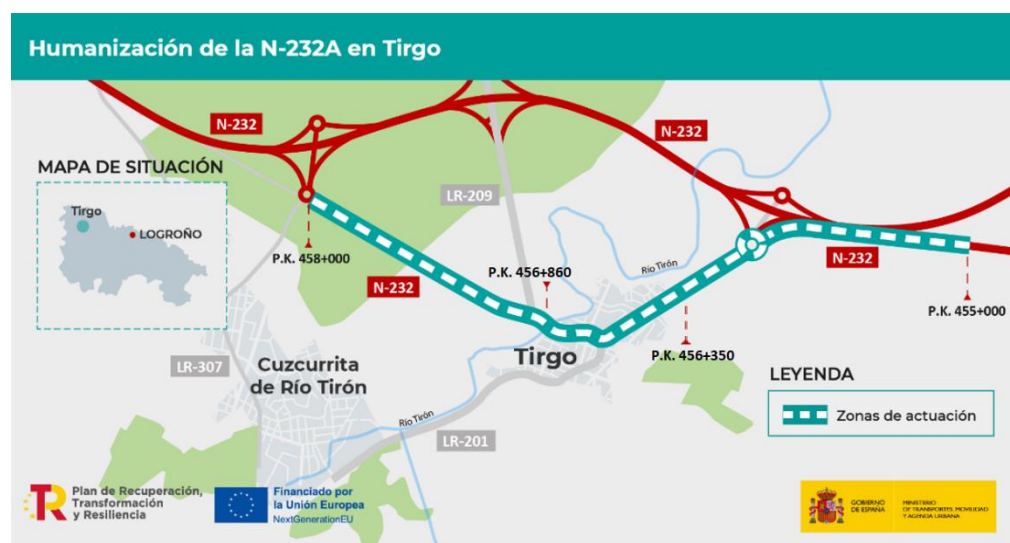 Humanización de la N-232A en Tirgo
N-232
N-232
MAPA DE SITUACIÓN
Tirgo
LOGROÑO
LR-209
P.K. 458+000
N-232
P.K. 456+860
Río Tirón
N-232
P.K. 455+000
Tirgo
P.K. 456+350
LR-307
Cuzcurrita
de Río Tirón
LEYENDA
Zonas de actuación
Río Tirón
LR-201
Plan de Recuperación,
Transformación
y Resiliencia
Financiado por
la Unión Europea
NextGenerationEU
GOBIERNO
DE ESPAÑA
MINISTERIO
DE TRANSPORTES, MOVILIDAD
Y AGENDA URBANA